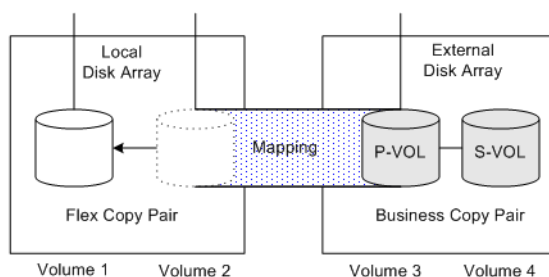 Local
Disk Array
External
Disk Array
Mapping
P-VOL
S-VOL
Flex Copy Pair
Business Copy Pair
Volume 1
Volume 2
Volume 3
Volume 4